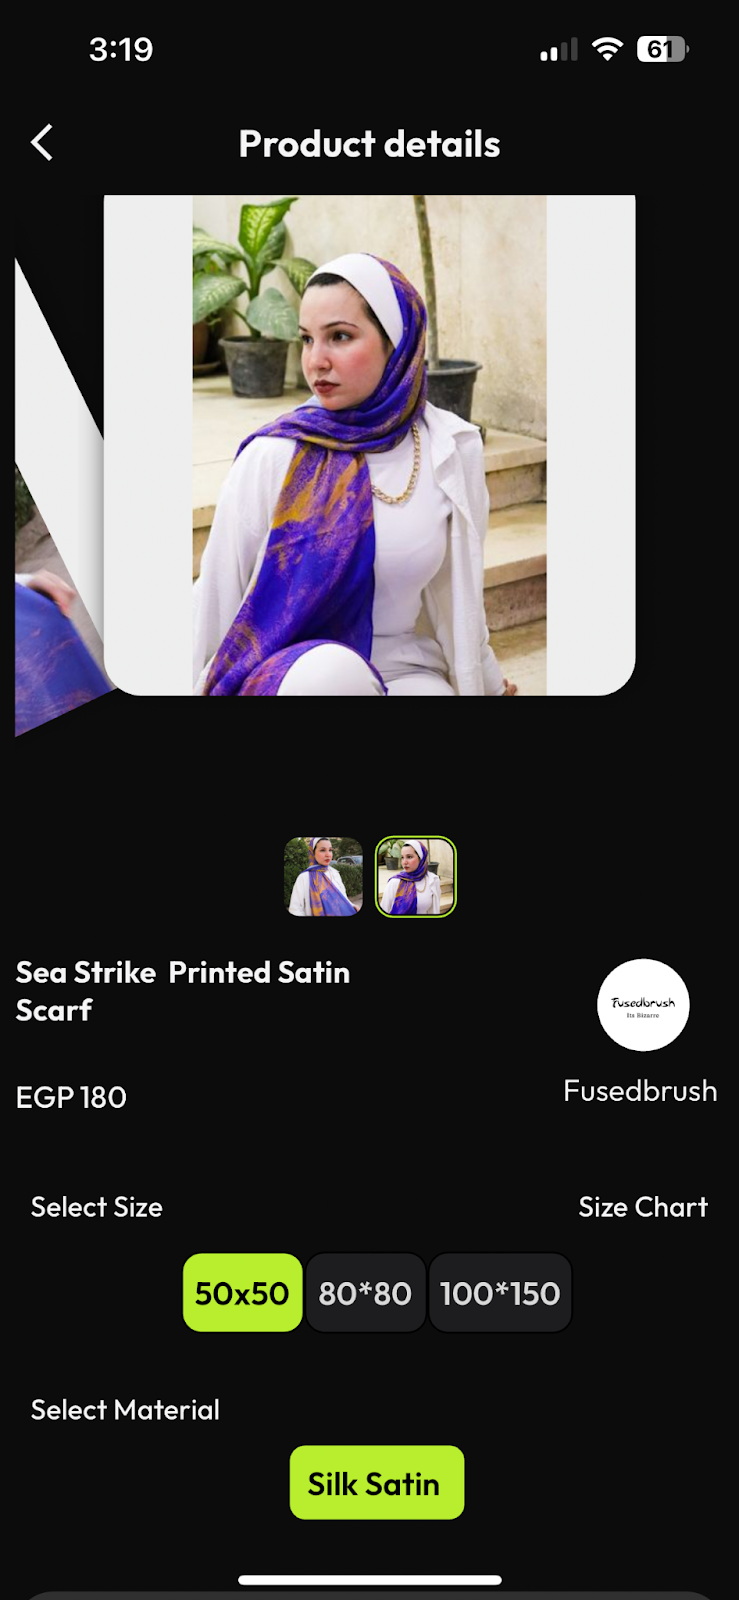 3:19
61
Product details
Sea Strike  Printed Satin
Scarf
Fusedbrush
Its Bizarre
EGP 180
Fusedbrush
Select Size
Size Chart
50x50
80*80
100*150
Select Material
Silk Satin